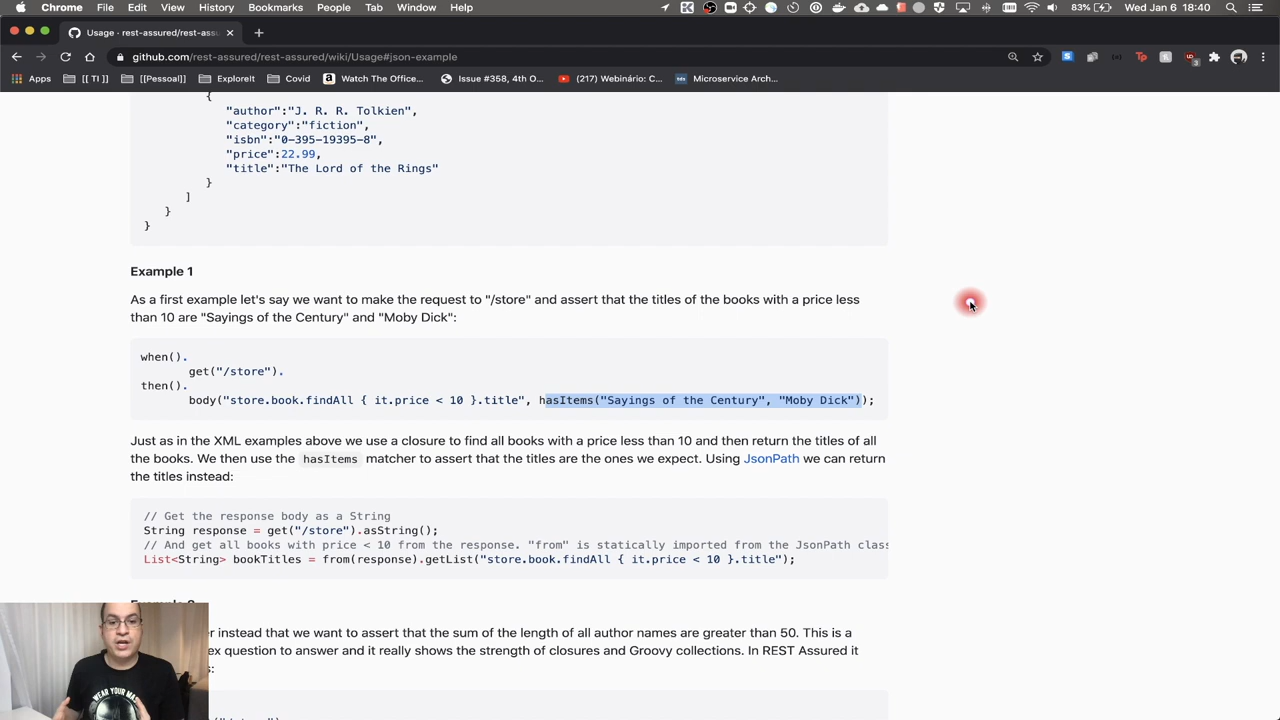 Chrome File Edit View History Bookmarks People Tab Window Help 83% Wed Jan 6 18:40
Usage · rest-assured/rest-assu
github.com/rest-assured/rest-assured/wiki/Usage#json-example
Apps [[ TI ]] [[Pessoal]] ExploreIt Covid Watch The Office... Issue #358, 4th O... (217) Webinário: C... Microservice Arch...
{
"author":"J. R. R. Tolkien",
"category":"fiction",
"isbn":"0-395-19395-8",
"price":22.99,
"title":"The Lord of the Rings"
}
]
}
}
Example 1
As a first example let's say we want to make the request to "/store" and assert that the titles of the books with a price less
than 10 are "Sayings of the Century" and "Moby Dick":
when().
get("/store").
then().
body("store.book.findAll { it.price < 10 }.title", hasItems("Sayings of the Century", "Moby Dick"));
Just as in the XML examples above we use a closure to find all books with a price less than 10 and then return the titles of all
the books. We then use the hasItems matcher to assert that the titles are the ones we expect. Using JsonPath we can return
the titles instead:
// Get the response body as a String
String response = get("/store").asString();
// And get all books with price < 10 from the response. "from" is statically imported from the JsonPath class
List<String> bookTitles = from(response).getList("store.book.findAll { it.price < 10 }.title");
instead that we want to assert that the sum of the length of all author names are greater than 50. This is a
question to answer and it really shows the strength of closures and Groovy collections. In REST Assured it
WEAR YOUR